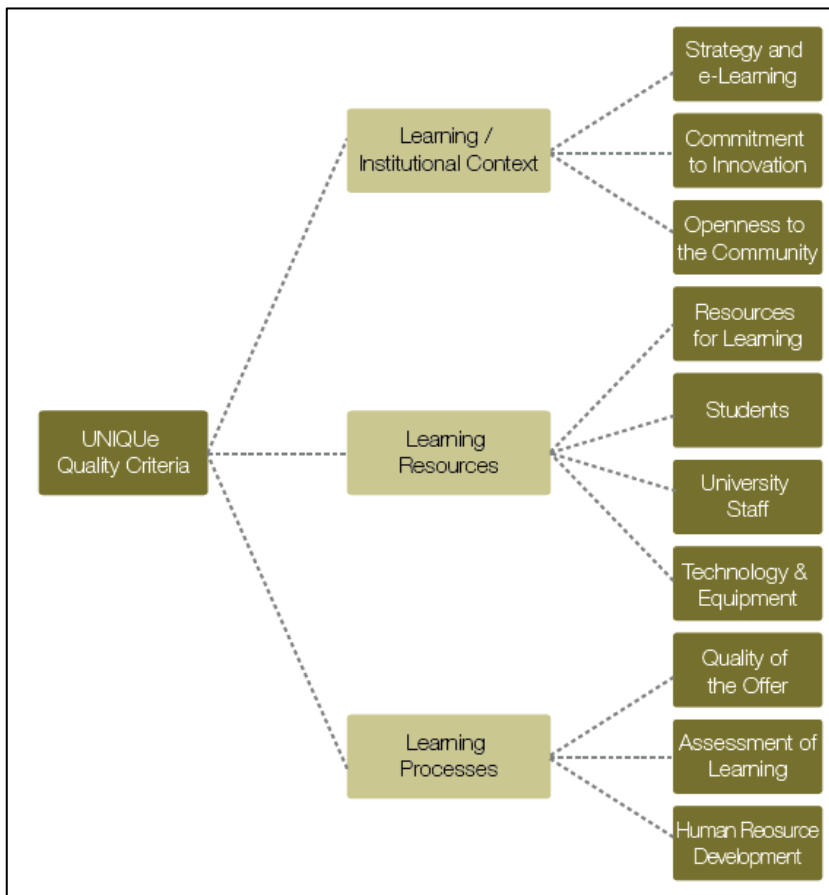 Strategy and
e-Learning
Learning /
Institutional Context
Commitment
to Innovation
Openness to
the Community
Resources
for Learning
Students
UNIQUe
Quality Criteria
Learning
Resources
University
Staff
Technology &
Equipment
Quality of
the Offer
Learning
Processes
Assessment of
Learning
Human Reosurce
Development